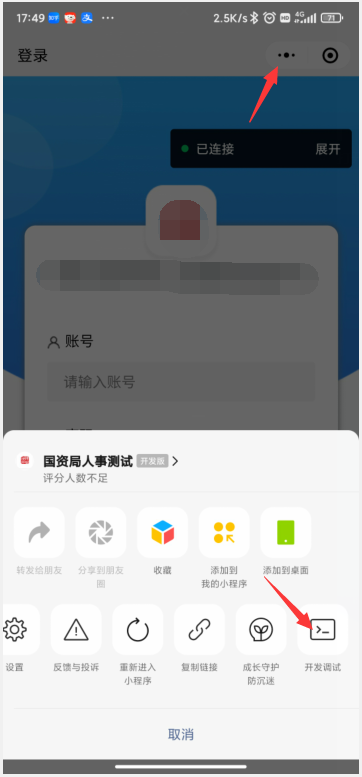 17:49 知乎 支 ···
2.5K/s HD 4G 71
登录
已连接 展开
账号
请输入账号
国资局人事测试 开发版
评分人数不足
转发给朋友
分享到朋友
圈
收藏
添加到
我的小程序
添加到桌面
设置
反馈与投诉
重新进入
小程序
复制链接
成长守护
防沉迷
开发调试
取消